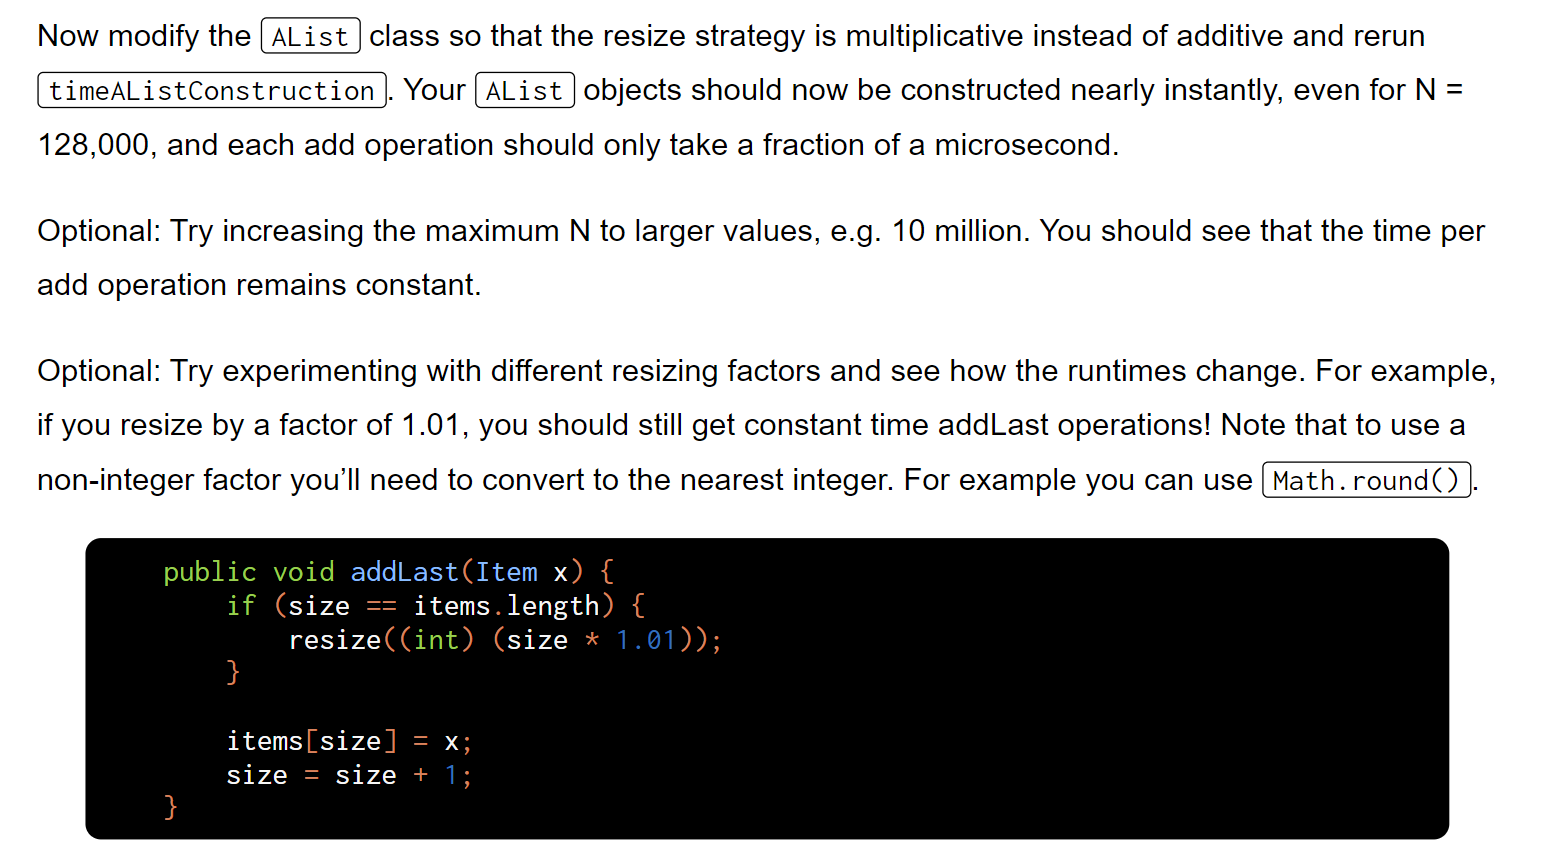 Now modify the AList class so that the resize strategy is multiplicative instead of additive and rerun
timeAListConstruction. Your AList objects should now be constructed nearly instantly, even for N =
128,000, and each add operation should only take a fraction of a microsecond.
Optional: Try increasing the maximum N to larger values, e.g. 10 million. You should see that the time per
add operation remains constant.
Optional: Try experimenting with different resizing factors and see how the runtimes change. For example,
if you resize by a factor of 1.01, you should still get constant time addLast operations! Note that to use a
non-integer factor you’ll need to convert to the nearest integer. For example you can use Math.round().
public void addLast(Item x) {
    if (size == items.length) {
        resize((int) (size * 1.01));
    }
    items[size] = x;
    size = size + 1;
}